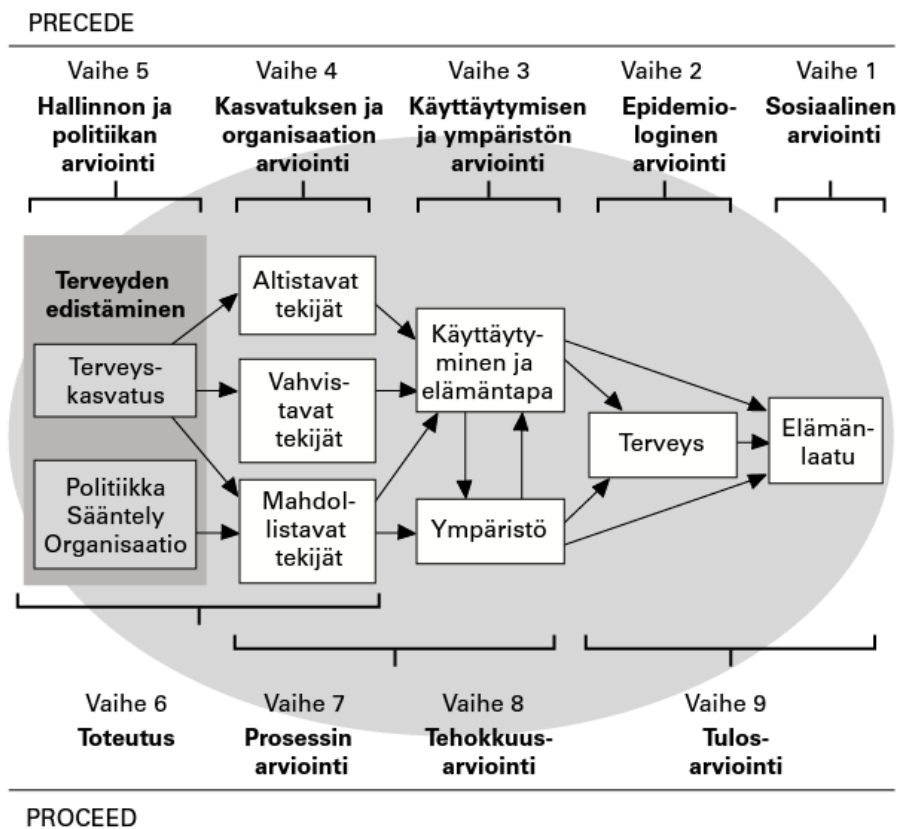 PRECEDE
Vaihe 5
Hallinnon ja
politiikan
arviointi
Vaihe 4
Kasvatuksen ja
organisaation
arviointi
Vaihe 3
Käyttäytymisen
ja ympäristön
arviointi
Vaihe 2
Epidemio-
loginen
arviointi
Vaihe 1
Sosiaalinen
arviointi
Terveyden
edistäminen
Terveys-
kasvatus
Politiikka
Sääntely
Organisaatio
Altistavat
tekijät
Vahvis-
tavat
tekijät
Mahdol-
listavat
tekijät
Käyttäyty-
minen ja
elämäntapa
Ympäristö
Terveys
Elämän-
laatu
Vaihe 6
Toteutus
Vaihe 7
Prosessin
arviointi
Vaihe 8
Tehokkuus-
arviointi
Vaihe 9
Tulos-
arviointi
PROCEED